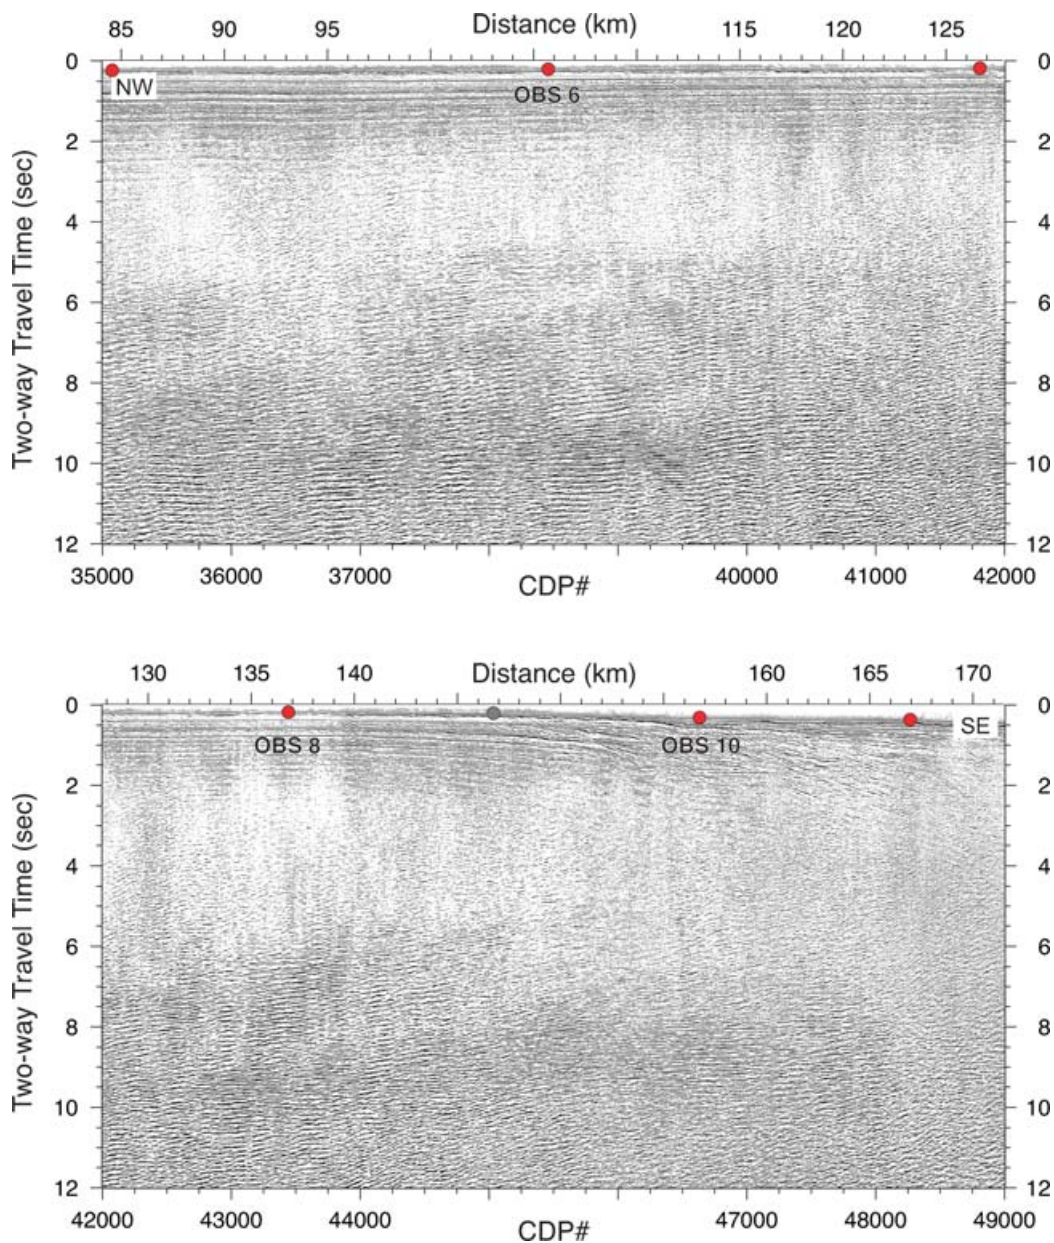 85 90 95 Distance (km) 115 120 125
0 0
NW
OBS 6
2 2
4 4
6 6
8 8
10 10
12 12
Two-way Travel Time (sec)
35000 36000 37000 CDP# 40000 41000 42000
130 135 140 Distance (km) 160 165 170
0 0
SE
OBS 8 OBS 10
2 2
4 4
6 6
8 8
10 10
12 12
Two-way Travel Time (sec)
42000 43000 44000 CDP# 47000 48000 49000